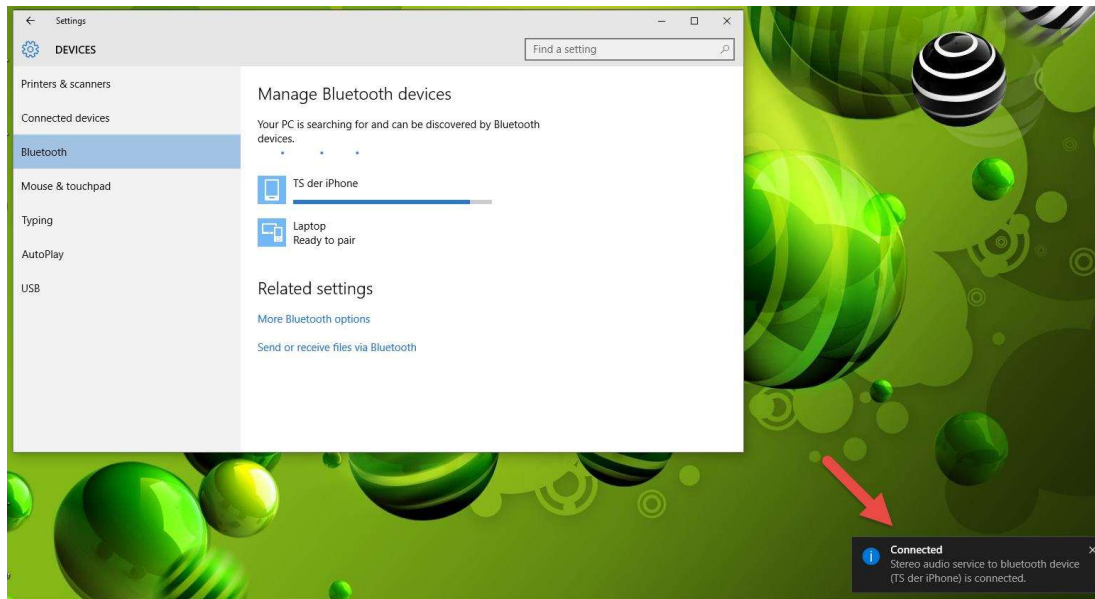 Settings
DEVICES
Find a setting
Printers & scanners
Connected devices
Bluetooth
Mouse & touchpad
Typing
AutoPlay
USB
Manage Bluetooth devices
Your PC is searching for and can be discovered by Bluetooth
devices.
TS der iPhone
Laptop
Ready to pair
Related settings
More Bluetooth options
Send or receive files via Bluetooth
Connected
Stereo audio service to bluetooth device
(TS der iPhone) is connected.